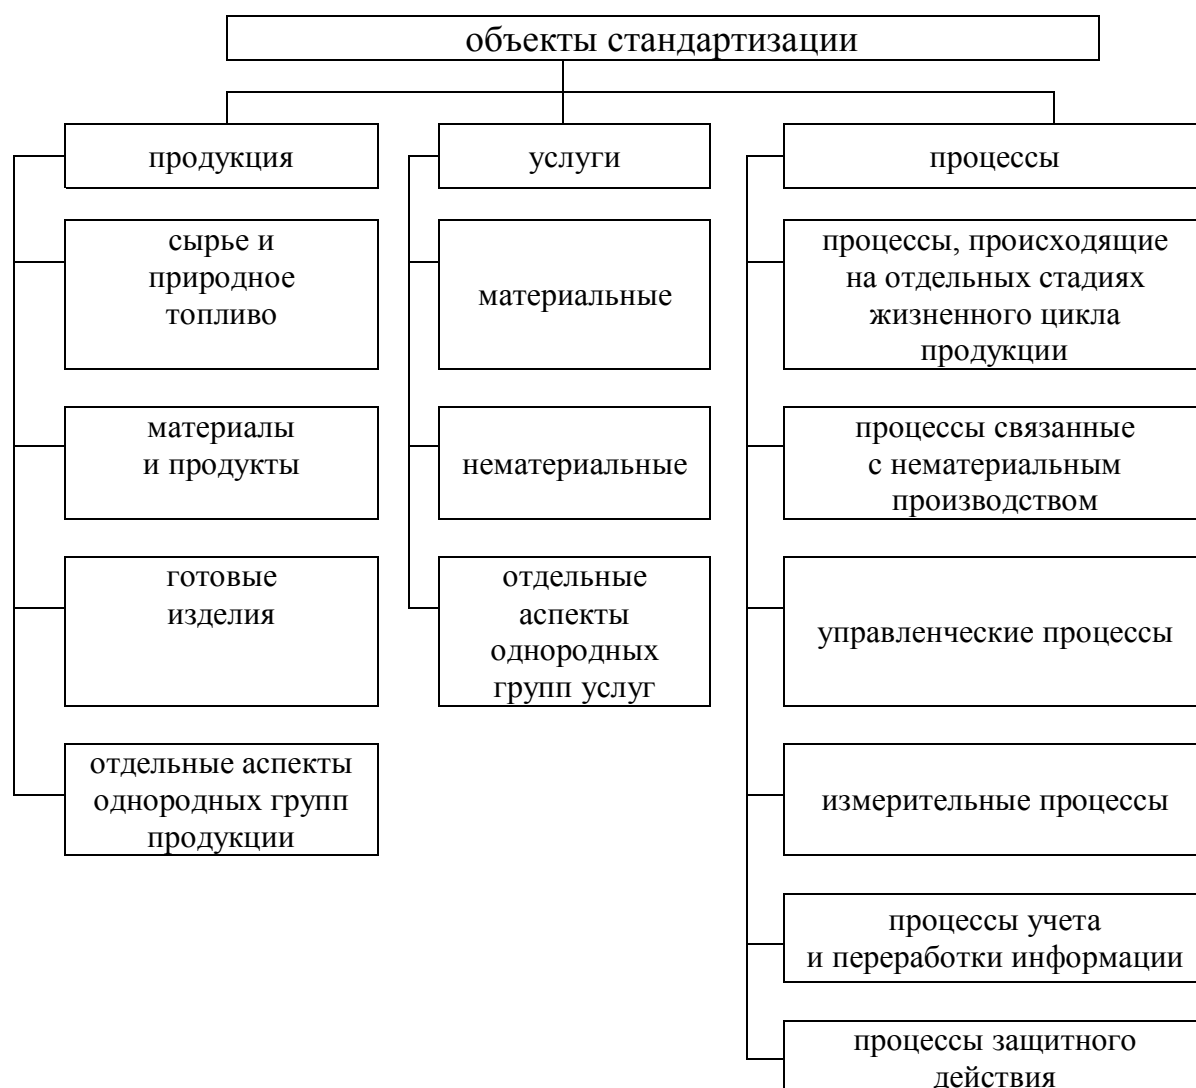 объекты стандартизации
продукция
услуги
процессы
сырье и
природное
топливо
материальные
процессы, происходящие
на отдельных стадиях
жизненного цикла
продукции
материалы
и продукты
нематериальные
процессы связанные
с нематериальным
производством
готовые
изделия
отдельные
аспекты
однородных
групп услуг
управленческие процессы
отдельные аспекты
однородных групп
продукции
измерительные процессы
процессы учета
и переработки информации
процессы защитного
действия